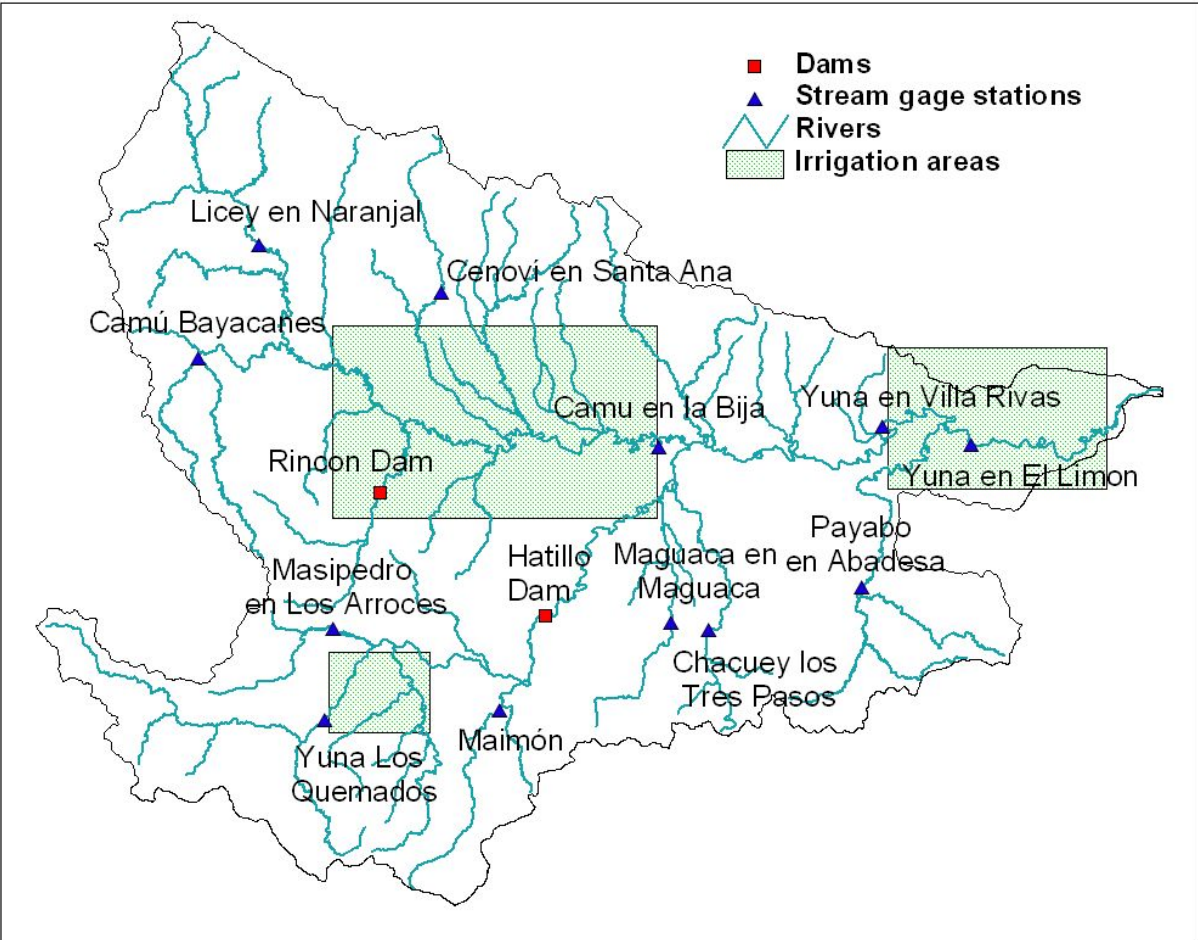 Dams
Stream gage stations
Rivers
Irrigation areas
Licey en Naranjal
Cenoví en Santa Ana
Camú Bayacanes
Camu en la Bija
Yuna en Villa Rivas
Rincon Dam
Yuna en El Limon
Payabo
en Abadesa
Hatillo
Dam
Maguaca en
Maguaca
Masipedro
en Los Arroces
Chacuey los
Tres Pasos
Maimón
Yuna Los
Quemados